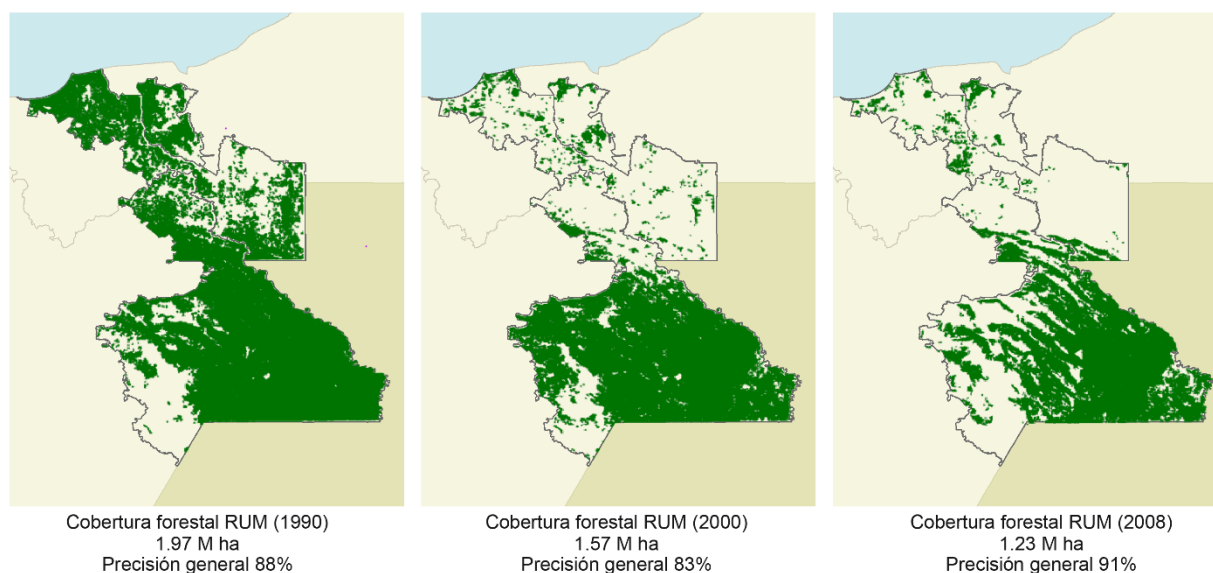 Cobertura forestal RUM (1990)
1.97 M ha
Precisión general 88%
Cobertura forestal RUM (2000)
1.57 M ha
Precisión general 83%
Cobertura forestal RUM (2008)
1.23 M ha
Precisión general 91%